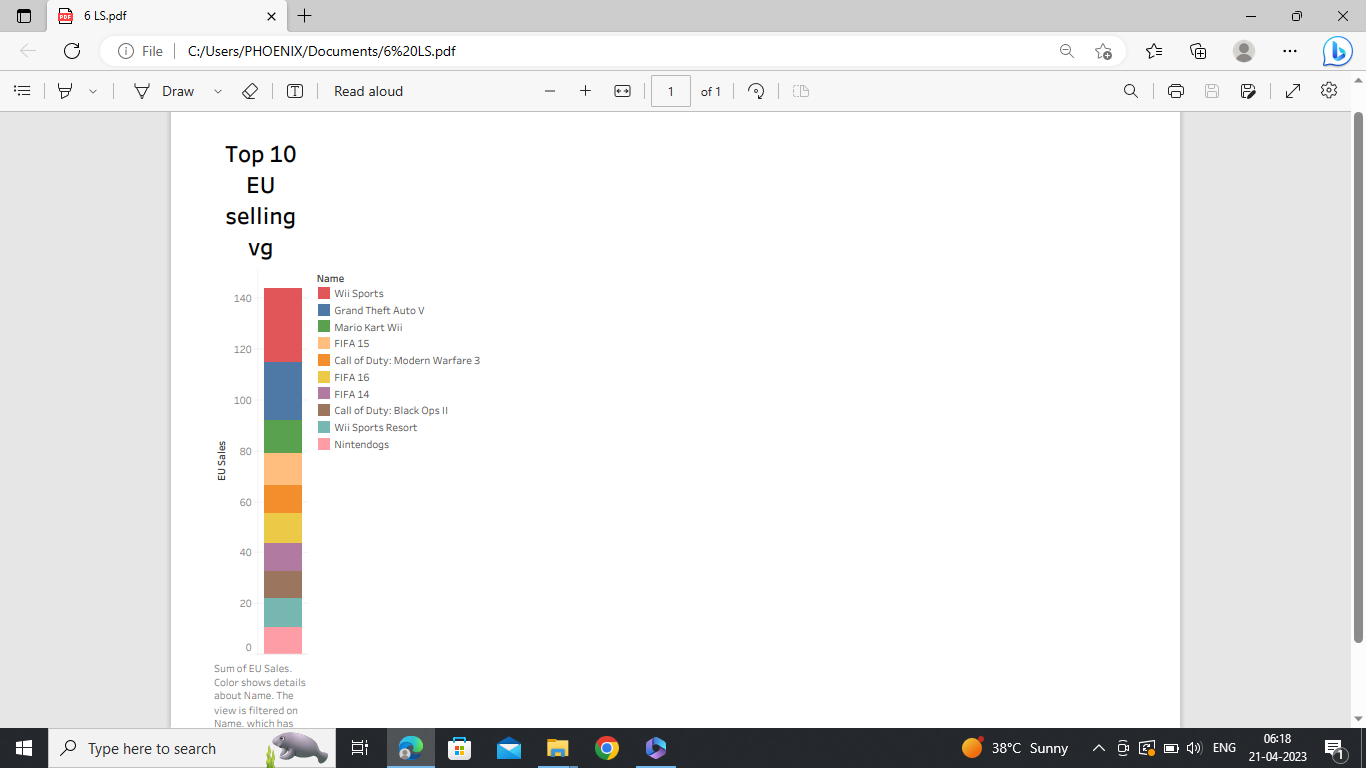 6 LS.pdf
File
C:/Users/PHOENIX/Documents/6%20LS.pdf
Draw
Read aloud
1 of 1
Top 10
EU
selling
vg
Name
Wii Sports
Grand Theft Auto V
Mario Kart Wii
FIFA 15
Call of Duty: Modern Warfare 3
FIFA 16
FIFA 14
Call of Duty: Black Ops II
Wii Sports Resort
Nintendogs
140
120
100
80
60
40
20
0
EU Sales
Sum of EU Sales.
Color shows details
about Name. The
view is filtered on
Name, which has
Type here to search
38°C Sunny
ENG
06:18
21-04-2023
1